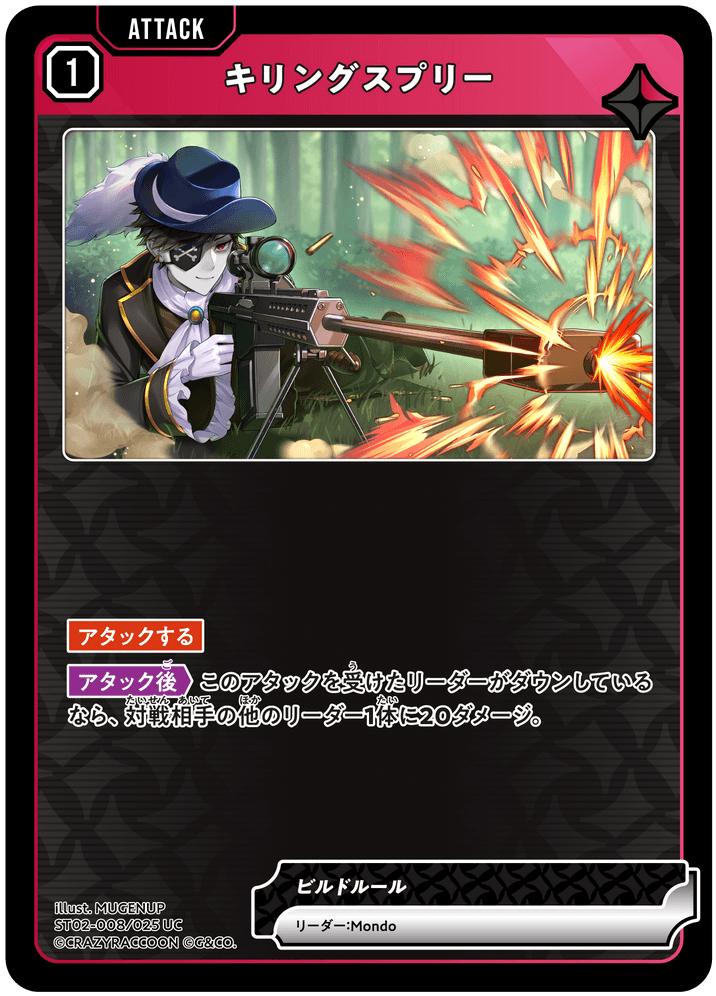 ATTACK
1
キリングスプリー
アタックする
アタック後 このアタックを受けたリーダーがダウンしている
なら、対戦相手の他のリーダー1体に20ダメージ。
ビルドルール
リーダー:Mondo
illust. MUGENUP
ST02-008/025 UC
©CRAZYRACCOON ©G&CO.